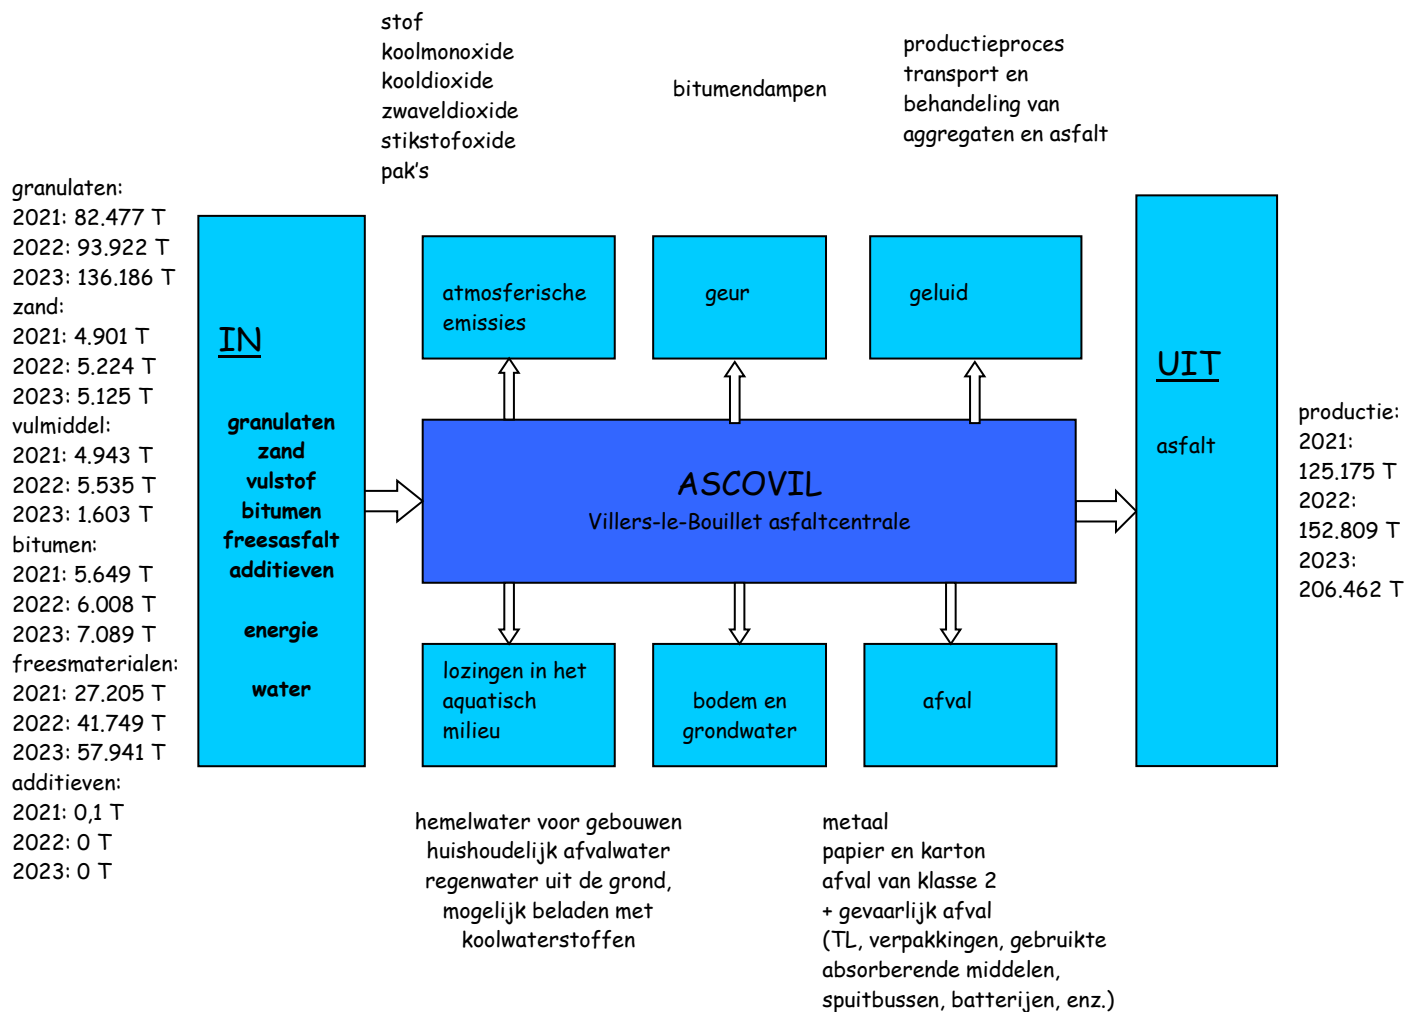 stof
koolmonoxide
kooldioxide
zwaveldioxide
stikstofoxide
pak's
bitumendampen
productieproces
transport en
behandeling van
aggregaten en asfalt
granulaten:
2021: 82.477 T
2022: 93.922 T
2023: 136.186 T
zand:
2021: 4.901 T
2022: 5.224 T
2023: 5.125 T
vulmiddel:
2021: 4.943 T
2022: 5.535 T
2023: 1.603 T
bitumen:
2021: 5.649 T
2022: 6.008 T
2023: 7.089 T
freesmaterialen:
2021: 27.205 T
2022: 41.749 T
2023: 57.941 T
additieven:
2021: 0,1 T
2022: 0 T
2023: 0 T
IN
granulaten
zand
vulstof
bitumen
freesasfalt
additieven
energie
water
atmosferische
emissies
geur
geluid
ASCOVIL
Villers-le-Bouillet asfaltcentrale
lozingen in het
aquatisch
milieu
bodem en
grondwater
afval
UIT
asfalt
productie:
2021:
125.175 T
2022:
152.809 T
2023:
206.462 T
hemelwater voor gebouwen
huishoudelijk afvalwater
regenwater uit de grond,
mogelijk beladen met
koolwaterstoffen
metaal
papier en karton
afval van klasse 2
+ gevaarlijk afval
(TL, verpakkingen, gebruikte
absorberende middelen,
spuitbussen, batterijen, enz.)